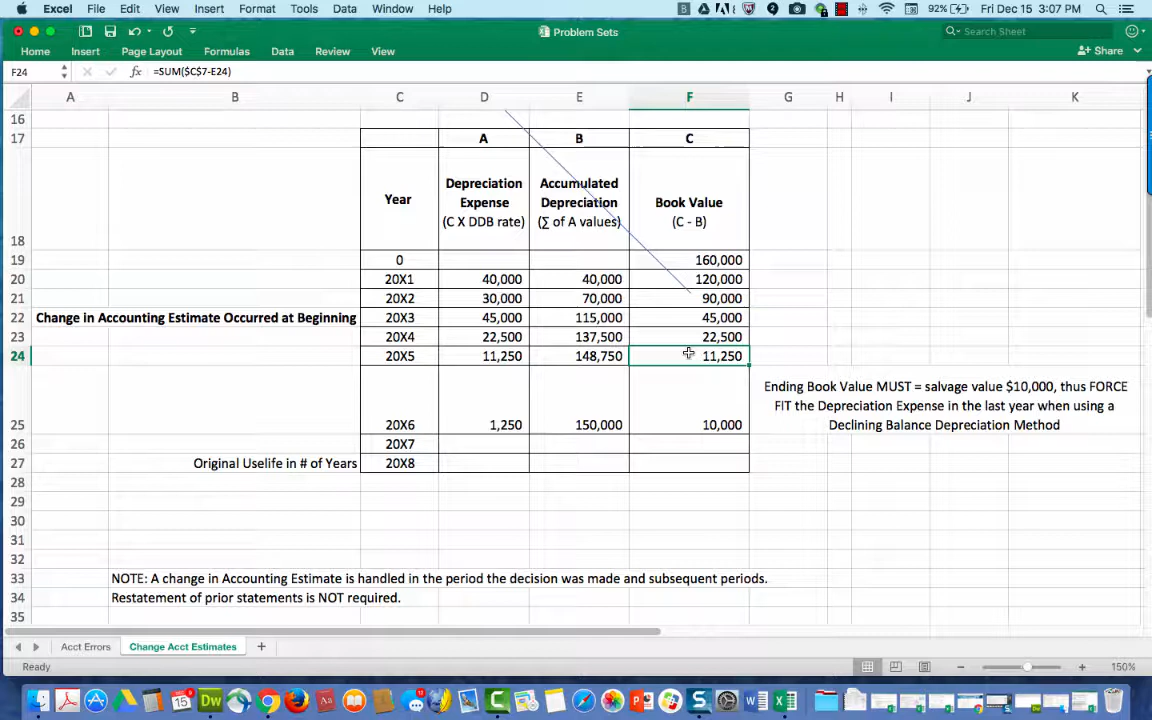 Excel File Edit View Insert Format Tools Data Window Help 92% Fri Dec 15 3:07 PM
Problem Sets
Search Sheet
Home Insert Page Layout Formulas Data Review View
Share
F24 fx =SUM($C$7-E24)
A B C D E F G H I J K
16
17 A B C
18 Year Depreciation Expense (C X DDB rate) Accumulated Depreciation (∑ of A values) Book Value (C - B)
19 0 160,000
20 20X1 40,000 40,000 120,000
21 20X2 30,000 70,000 90,000
22 Change in Accounting Estimate Occurred at Beginning 20X3 45,000 115,000 45,000
23 20X4 22,500 137,500 22,500
24 20X5 11,250 148,750 11,250
Ending Book Value MUST = salvage value $10,000, thus FORCE
FIT the Depreciation Expense in the last year when using a
Declining Balance Depreciation Method
25 20X6 1,250 150,000 10,000
26 20X7
27 Original Uselife in # of Years 20X8
28
29
30
31
32
33 NOTE: A change in Accounting Estimate is handled in the period the decision was made and subsequent periods.
34 Restatement of prior statements is NOT required.
35
Acct Errors Change Acct Estimates +
Ready 150%